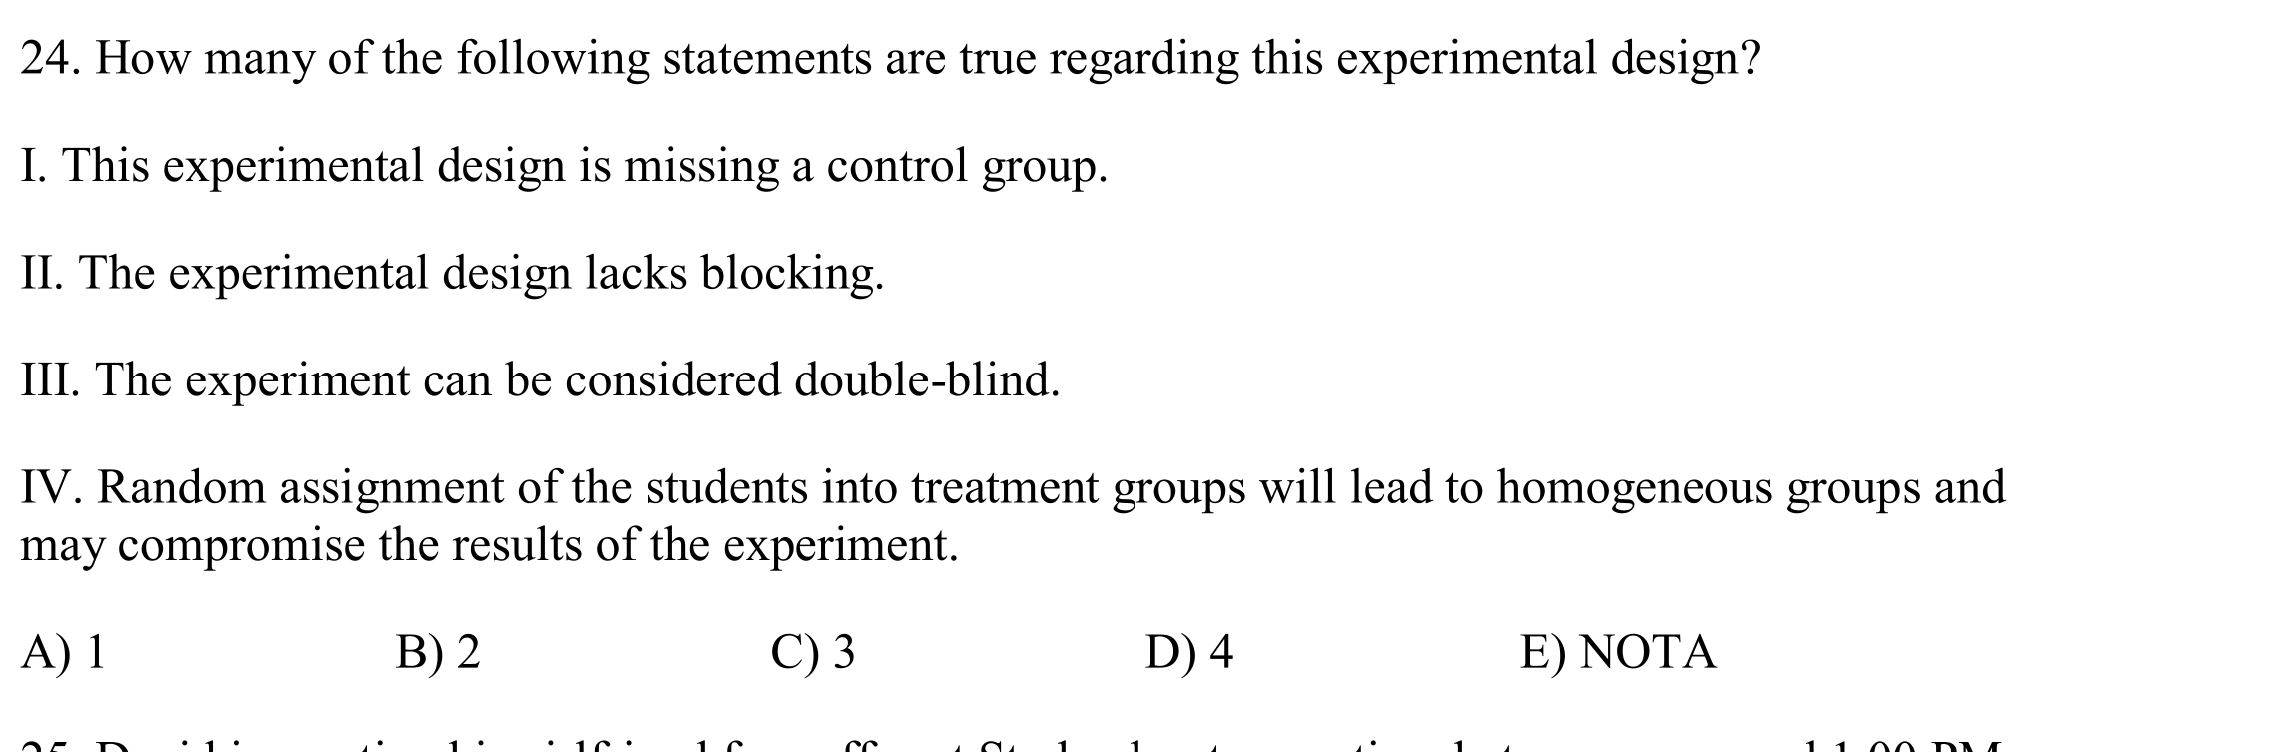 24. How many of the following statements are true regarding this experimental design?
I. This experimental design is missing a control group.
II. The experimental design lacks blocking.
III. The experiment can be considered double-blind.
IV. Random assignment of the students into treatment groups will lead to homogeneous groups and
may compromise the results of the experiment.
A) 1 B) 2 C) 3 D) 4 E) NOTA